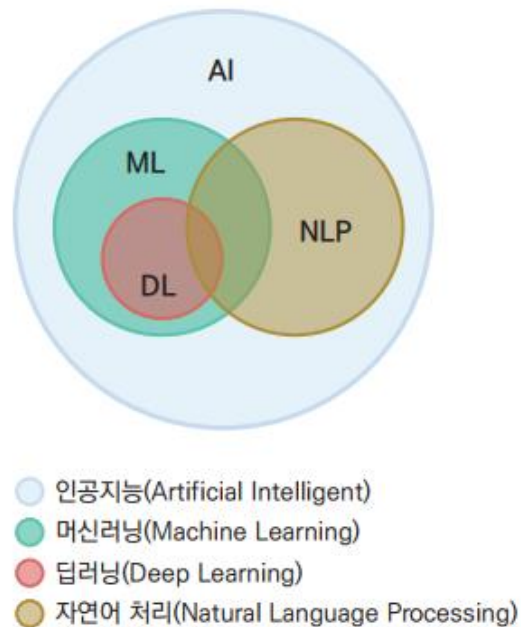 AI
ML
NLP
DL
인공지능(Artificial Intelligent)
머신러닝(Machine Learning)
딥러닝(Deep Learning)
자연어 처리(Natural Language Processing)